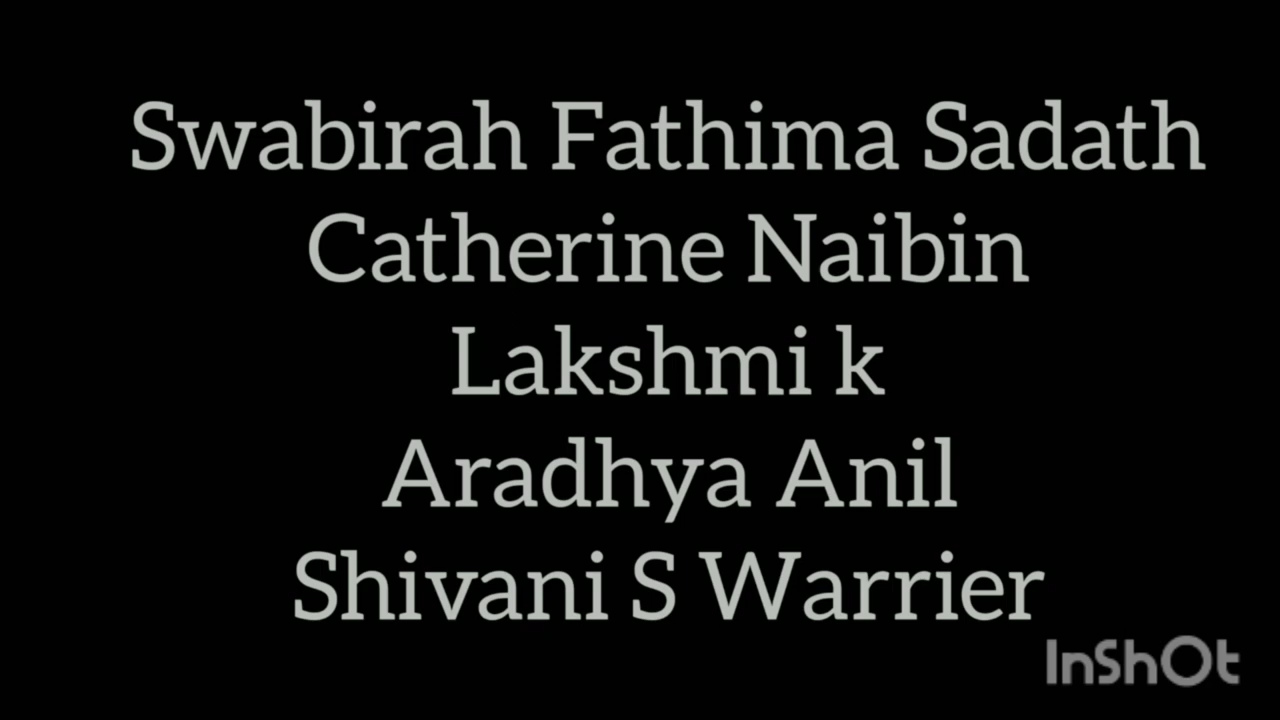 Swabirah Fathima Sadath
Catherine Naibin
Lakshmi k
Aradhya Anil
Shivani S Warrier
InShOt